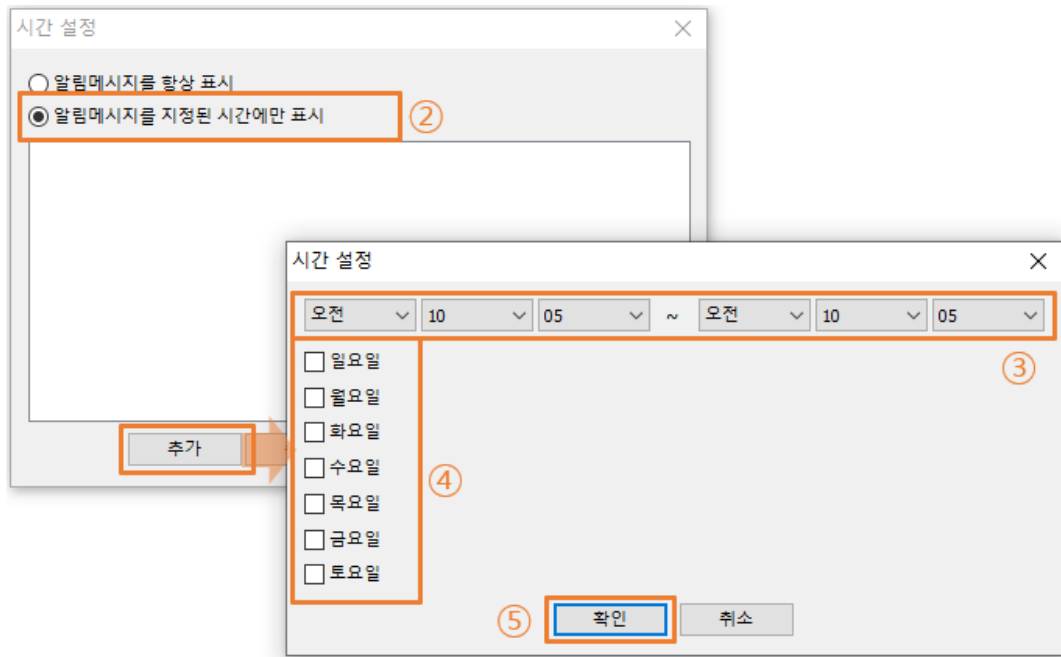 시간 설정
알림메시지를 항상 표시
알림메시지를 지정된 시간에만 표시
②
추가
시간 설정
오전 10 05 ~ 오전 10 05
③
일요일
월요일
화요일
수요일
목요일
금요일
토요일
④
⑤
확인 취소